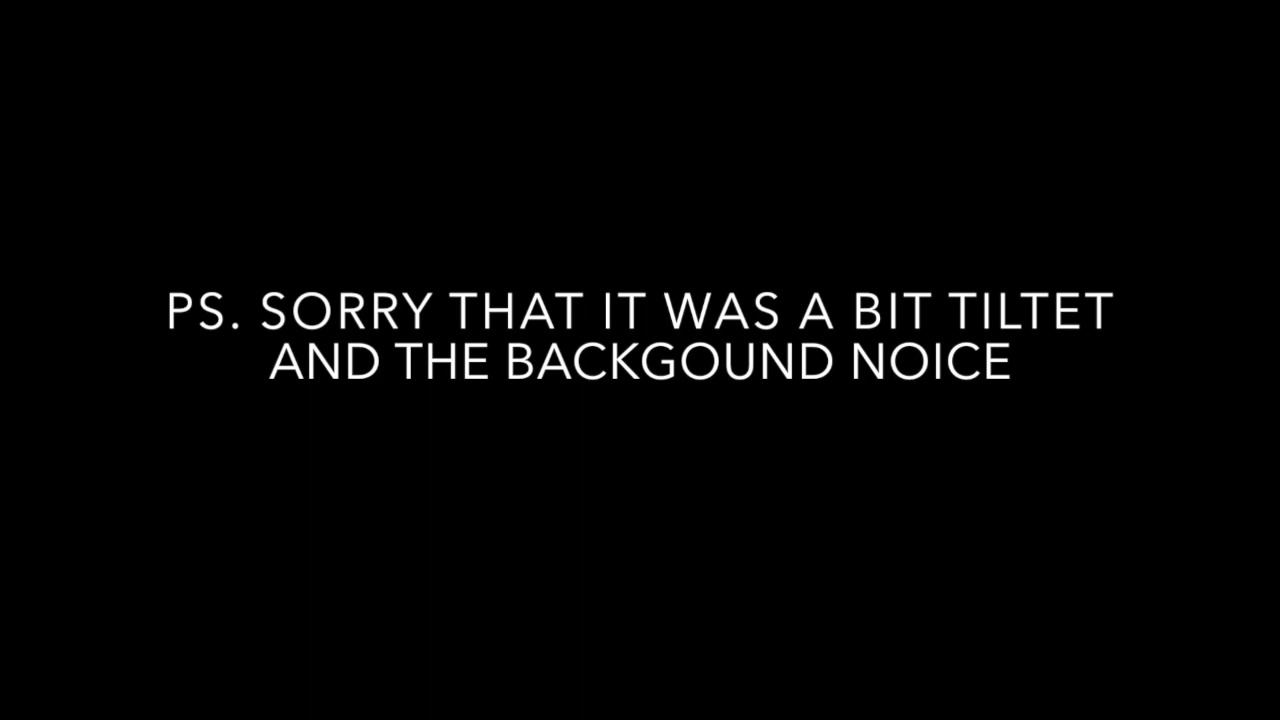 PS. SORRY THAT IT WAS A BIT TILTET
AND THE BACKGOUND NOICE